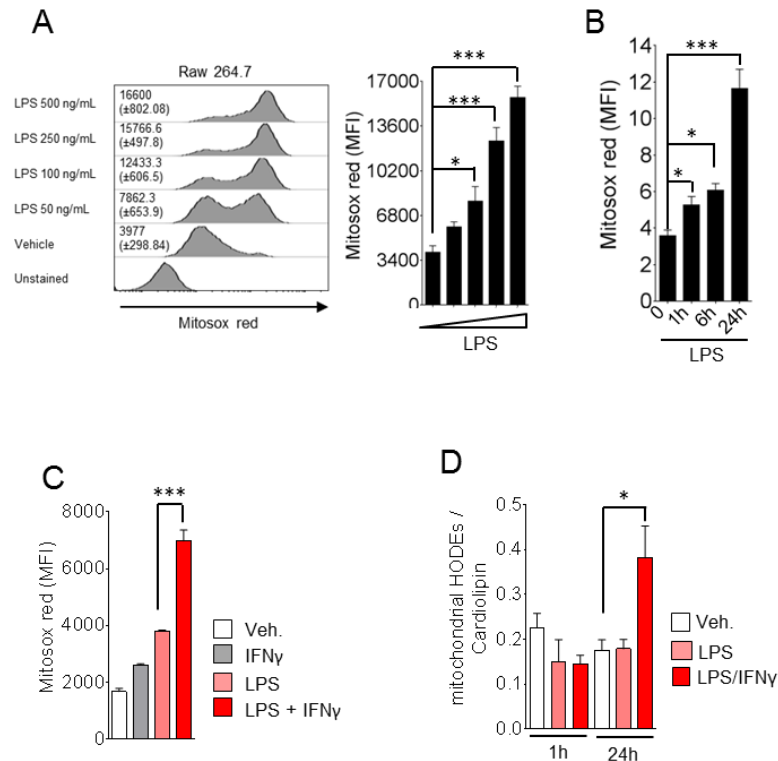 A
Raw 264.7
LPS 500 ng/mL
16600
(±802.08)
LPS 250 ng/mL
15766.6
(±497.8)
LPS 100 ng/mL
12433.3
(±606.5)
LPS 50 ng/mL
7862.3
(±653.9)
Vehicle
3977
(±298.84)
Unstained
Mitosox red
Mitosox red (MFI)
17000
13600
10200
6800
3400
0
***
***
*
LPS
B
Mitosox red (MFI)
14
12
10
8
6
4
2
0
***
*
*
0
1h
6h
24h
LPS
C
Mitosox red (MFI)
8000
6000
4000
2000
0
***
Veh.
IFNγ
LPS
LPS + IFNγ
D
mitochondrial HODEs /
Cardiolipin
0.5
0.4
0.3
0.2
0.1
0.0
*
1h
24h
Veh.
LPS
LPS/IFNγ